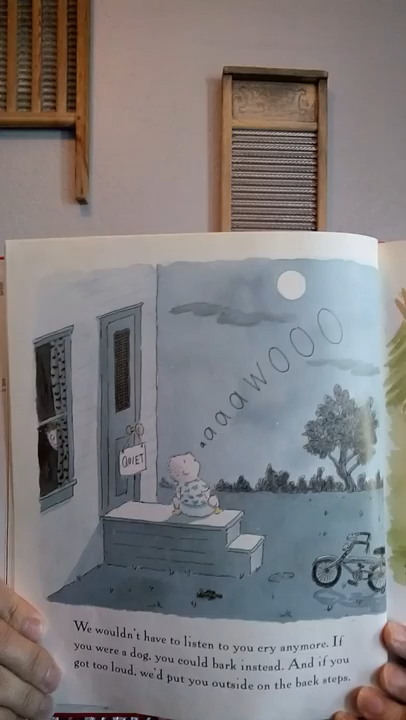 .aaawOOO
QUIET
We wouldn't have to listen to you cry anymore. If
you were a dog, you could bark instead. And if you
got too loud, we'd put you outside on the back steps.